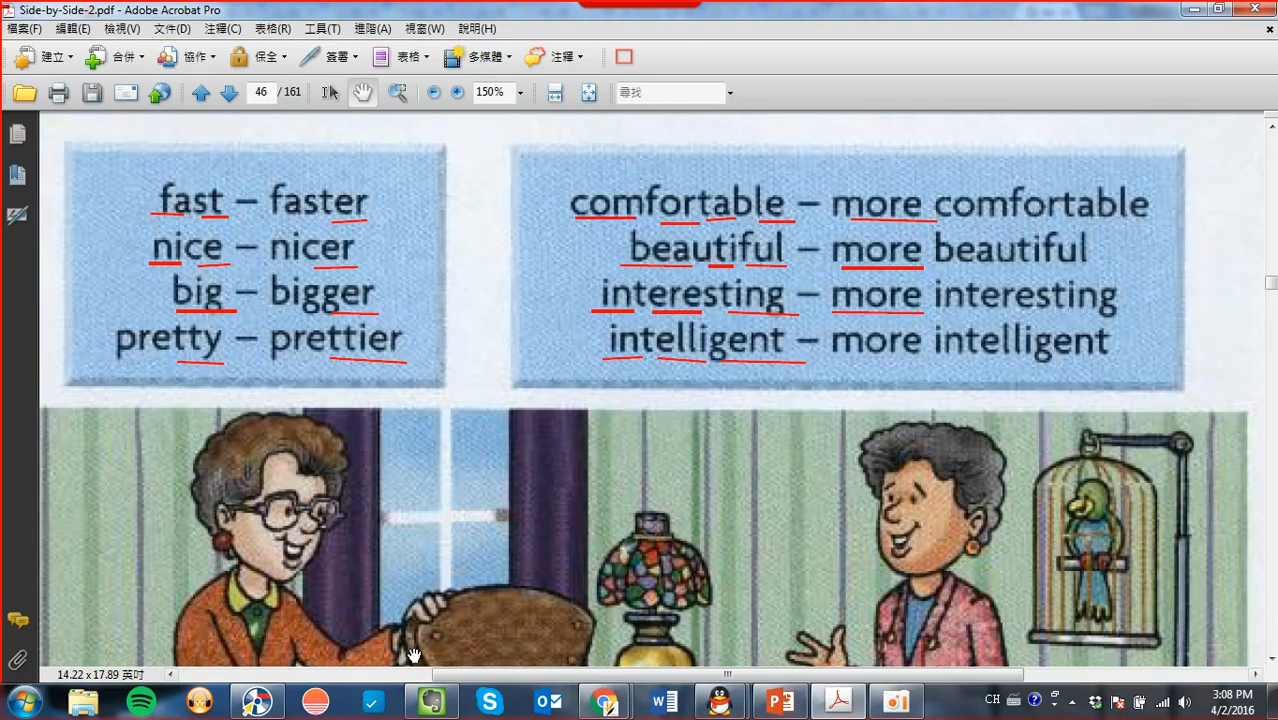 Side-by-Side-2.pdf - Adobe Acrobat Pro
檔案(F) 編輯(E) 檢視(V) 文件(D) 注釋(C) 表格(R) 工具(T) 進階(A) 視窗(W) 說明(H)
建立 合併 協作 保全 簽署 表格 多媒體 注釋
46 / 161 150% 尋找
fast – faster
nice – nicer
big – bigger
pretty – prettier
comfortable – more comfortable
beautiful – more beautiful
interesting – more interesting
intelligent – more intelligent
14.22 x 17.89 英吋
CH 3:08 PM
4/2/2016